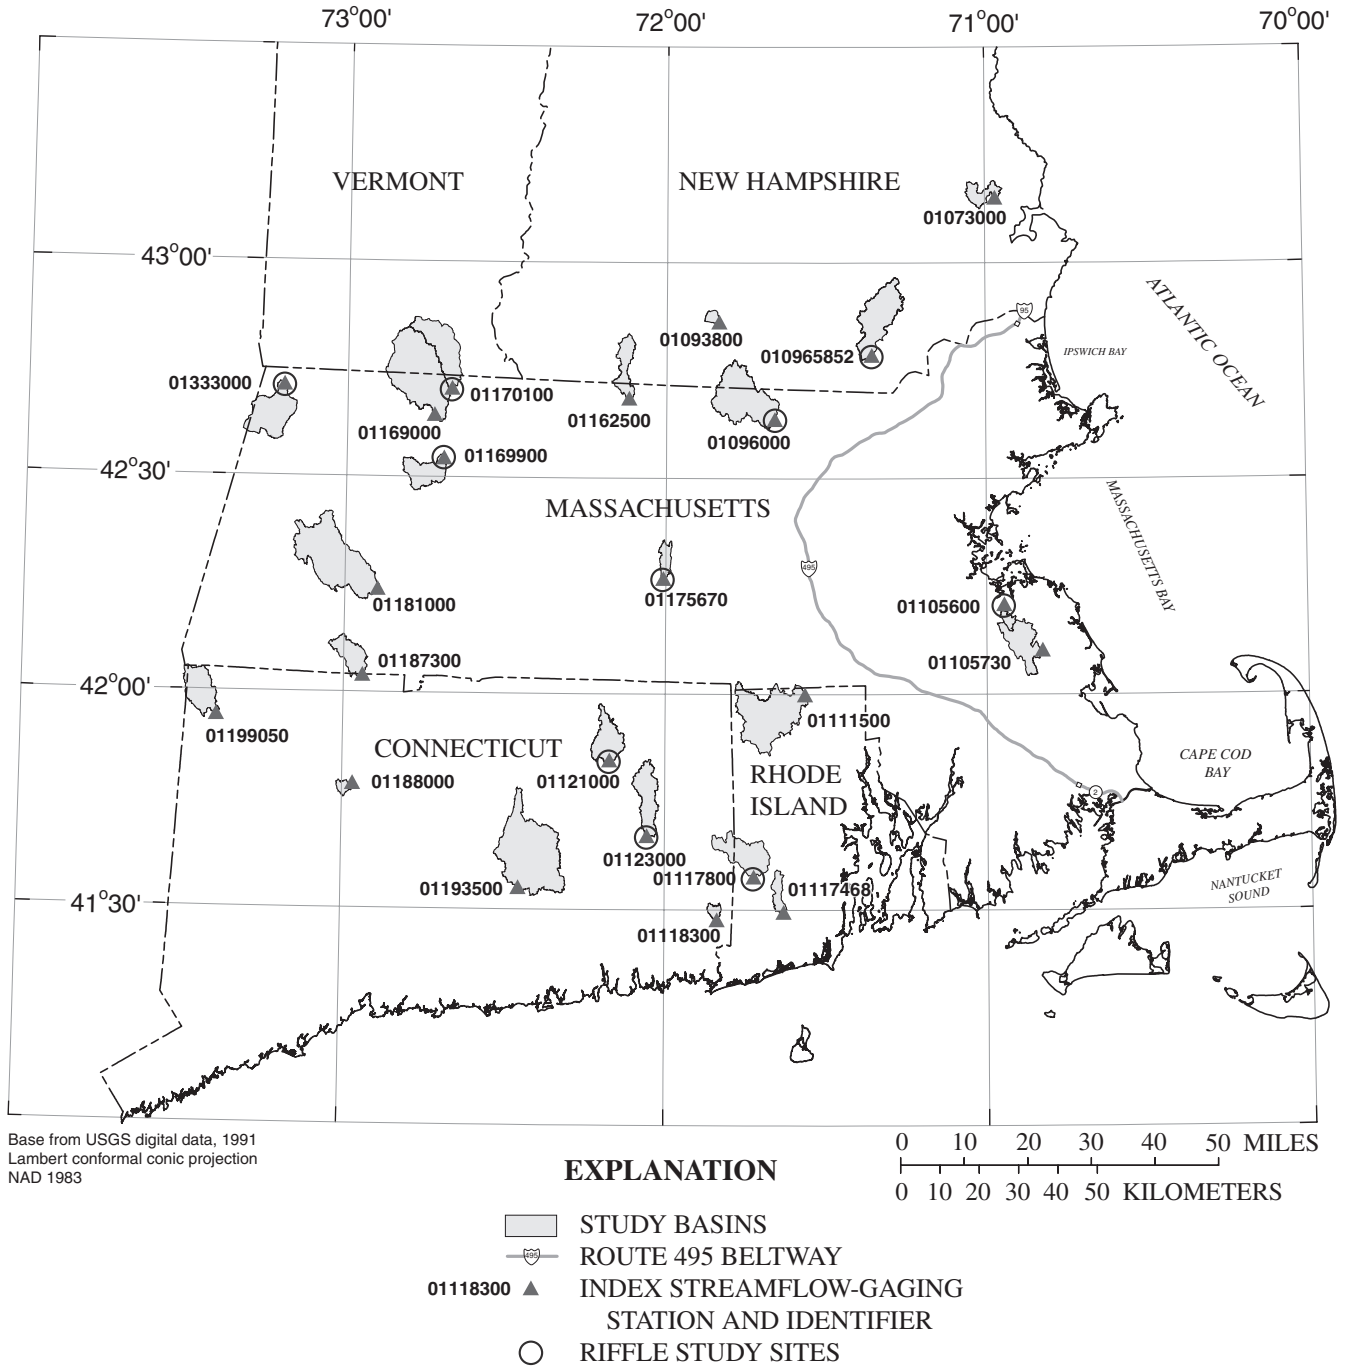 73°00'
72°00'
71°00'
70°00'
VERMONT
NEW HAMPSHIRE
01073000
43°00'
ATLANTIC OCEAN
95
01093800
010965852
IPSWICH BAY
01333000
01170100
01162500
01169000
01096000
01169900
42°30'
MASSACHUSETTS
MASSACHUSETTS BAY
495
01181000
01175670
01105600
01187300
01105730
42°00'
01199050
01111500
CONNECTICUT
CAPE COD
BAY
01188000
01121000
RHODE
ISLAND
2
01123000
01117800
01193500
01117468
NANTUCKET
SOUND
41°30'
01118300
Base from USGS digital data, 1991
Lambert conformal conic projection
NAD 1983
0 10 20 30 40 50 MILES
0 10 20 30 40 50 KILOMETERS
EXPLANATION
STUDY BASINS
495 ROUTE 495 BELTWAY
01118300 INDEX STREAMFLOW-GAGING
STATION AND IDENTIFIER
RIFFLE STUDY SITES